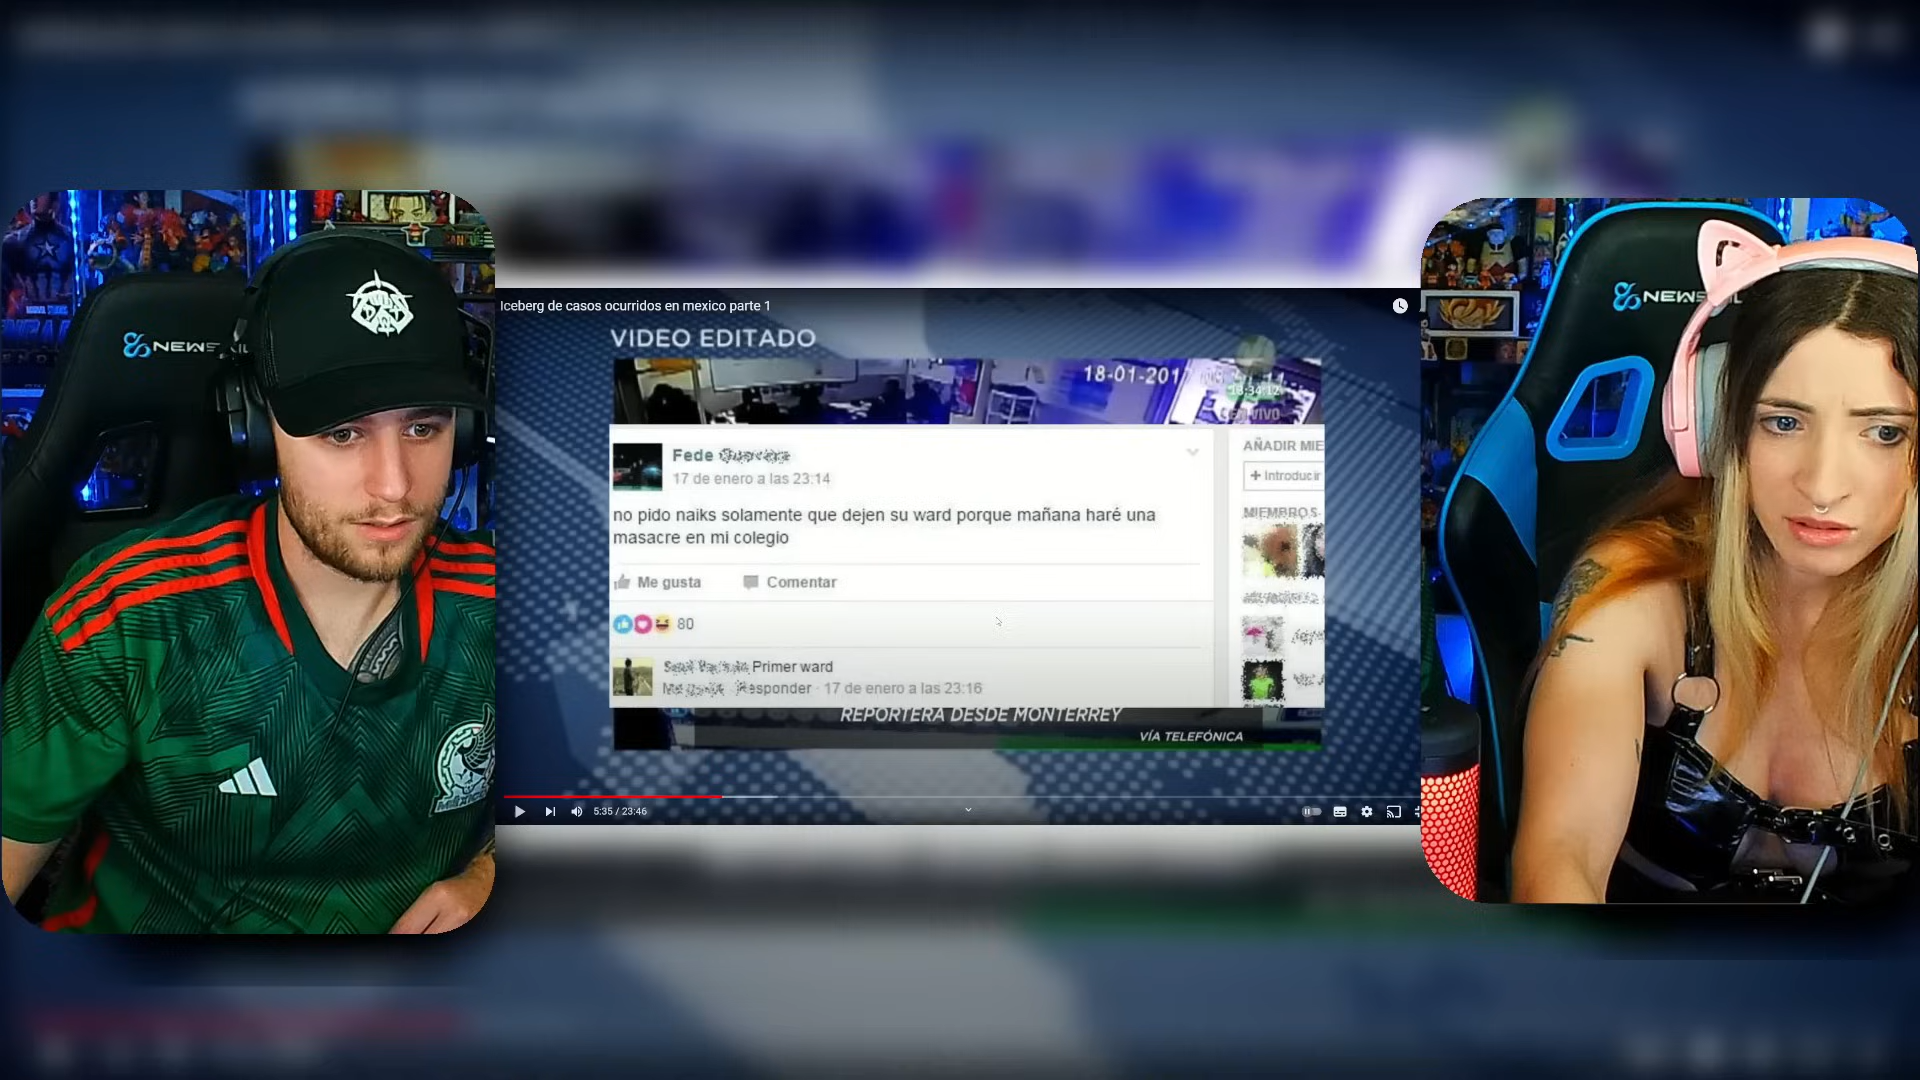 Iceberg de casos ocurridos en mexico parte 1
VIDEO EDITADO
18-01-201
EN VIVO
Fede
17 de enero a las 23:14
no pido naiks solamente que dejen su ward porque mañana haré una
masacre en mi colegio
Me gusta
Comentar
80
Primer ward
Responder · 17 de enero a las 23:16
AÑADIR MIE
+ Introducir
MIEMBROS
REPORTERA DESDE MONTERREY
VÍA TELEFÓNICA
5:35 / 23:46
NEWS
NEWS